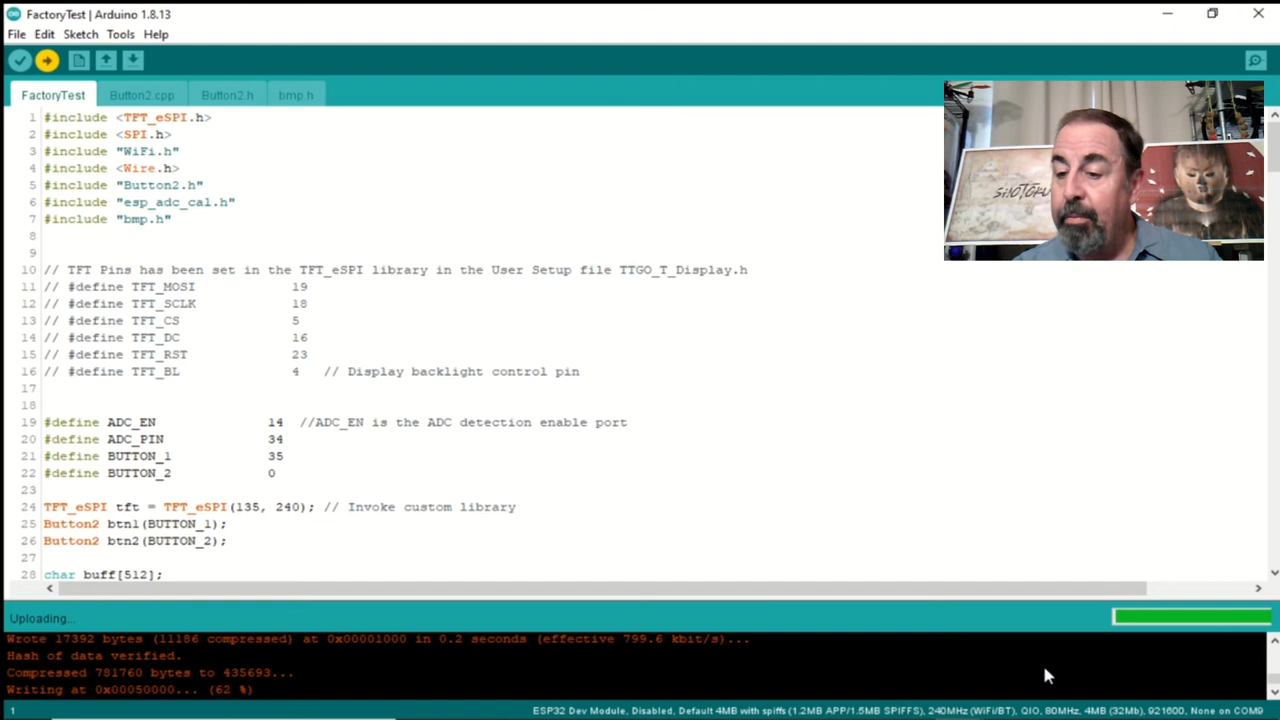 FactoryTest | Arduino 1.8.13
File Edit Sketch Tools Help
FactoryTest Button2.cpp Button2.h bmp.h
1 #include <TFT_eSPI.h>
2 #include <SPI.h>
3 #include "WiFi.h"
4 #include <Wire.h>
5 #include "Button2.h"
6 #include "esp_adc_cal.h"
7 #include "bmp.h"
8
9
10 // TFT Pins has been set in the TFT_eSPI library in the User Setup file TTGO_T_Display.h
11 // #define TFT_MOSI 19
12 // #define TFT_SCLK 18
13 // #define TFT_CS 5
14 // #define TFT_DC 16
15 // #define TFT_RST 23
16 // #define TFT_BL 4 // Display backlight control pin
17
18
19 #define ADC_EN 14 //ADC_EN is the ADC detection enable port
20 #define ADC_PIN 34
21 #define BUTTON_1 35
22 #define BUTTON_2 0
23
24 TFT_eSPI tft = TFT_eSPI(135, 240); // Invoke custom library
25 Button2 btn1(BUTTON_1);
26 Button2 btn2(BUTTON_2);
27
28 char buff[512];
Uploading...
Wrote 17392 bytes (11186 compressed) at 0x00001000 in 0.2 seconds (effective 799.6 kbit/s)...
Hash of data verified.
Compressed 781760 bytes to 435693...
Writing at 0x00050000... (62 %)
1 ESP32 Dev Module, Disabled, Default 4MB with spiffs (1.2MB APP/1.5MB SPIFFS), 240MHz (WiFi/BT), QIO, 80MHz, 4MB (32Mb), 921600, None on COM9